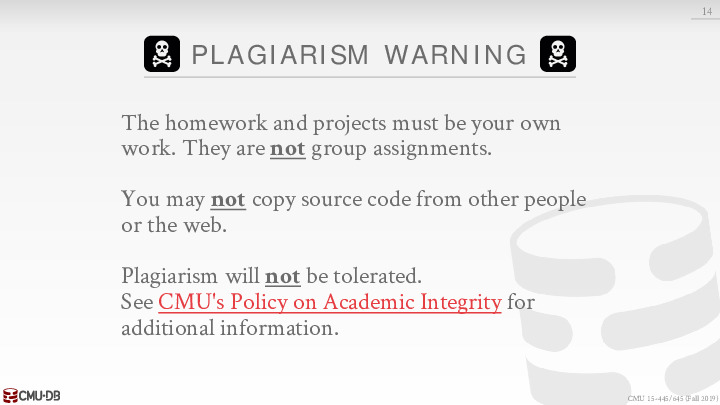 14
PLAGIARISM WARNING
The homework and projects must be your own
work. They are not group assignments.
You may not copy source code from other people
or the web.
Plagiarism will not be tolerated.
See CMU's Policy on Academic Integrity for
additional information.
CMU·DB
CMU 15-445/645 (Fall 2019)